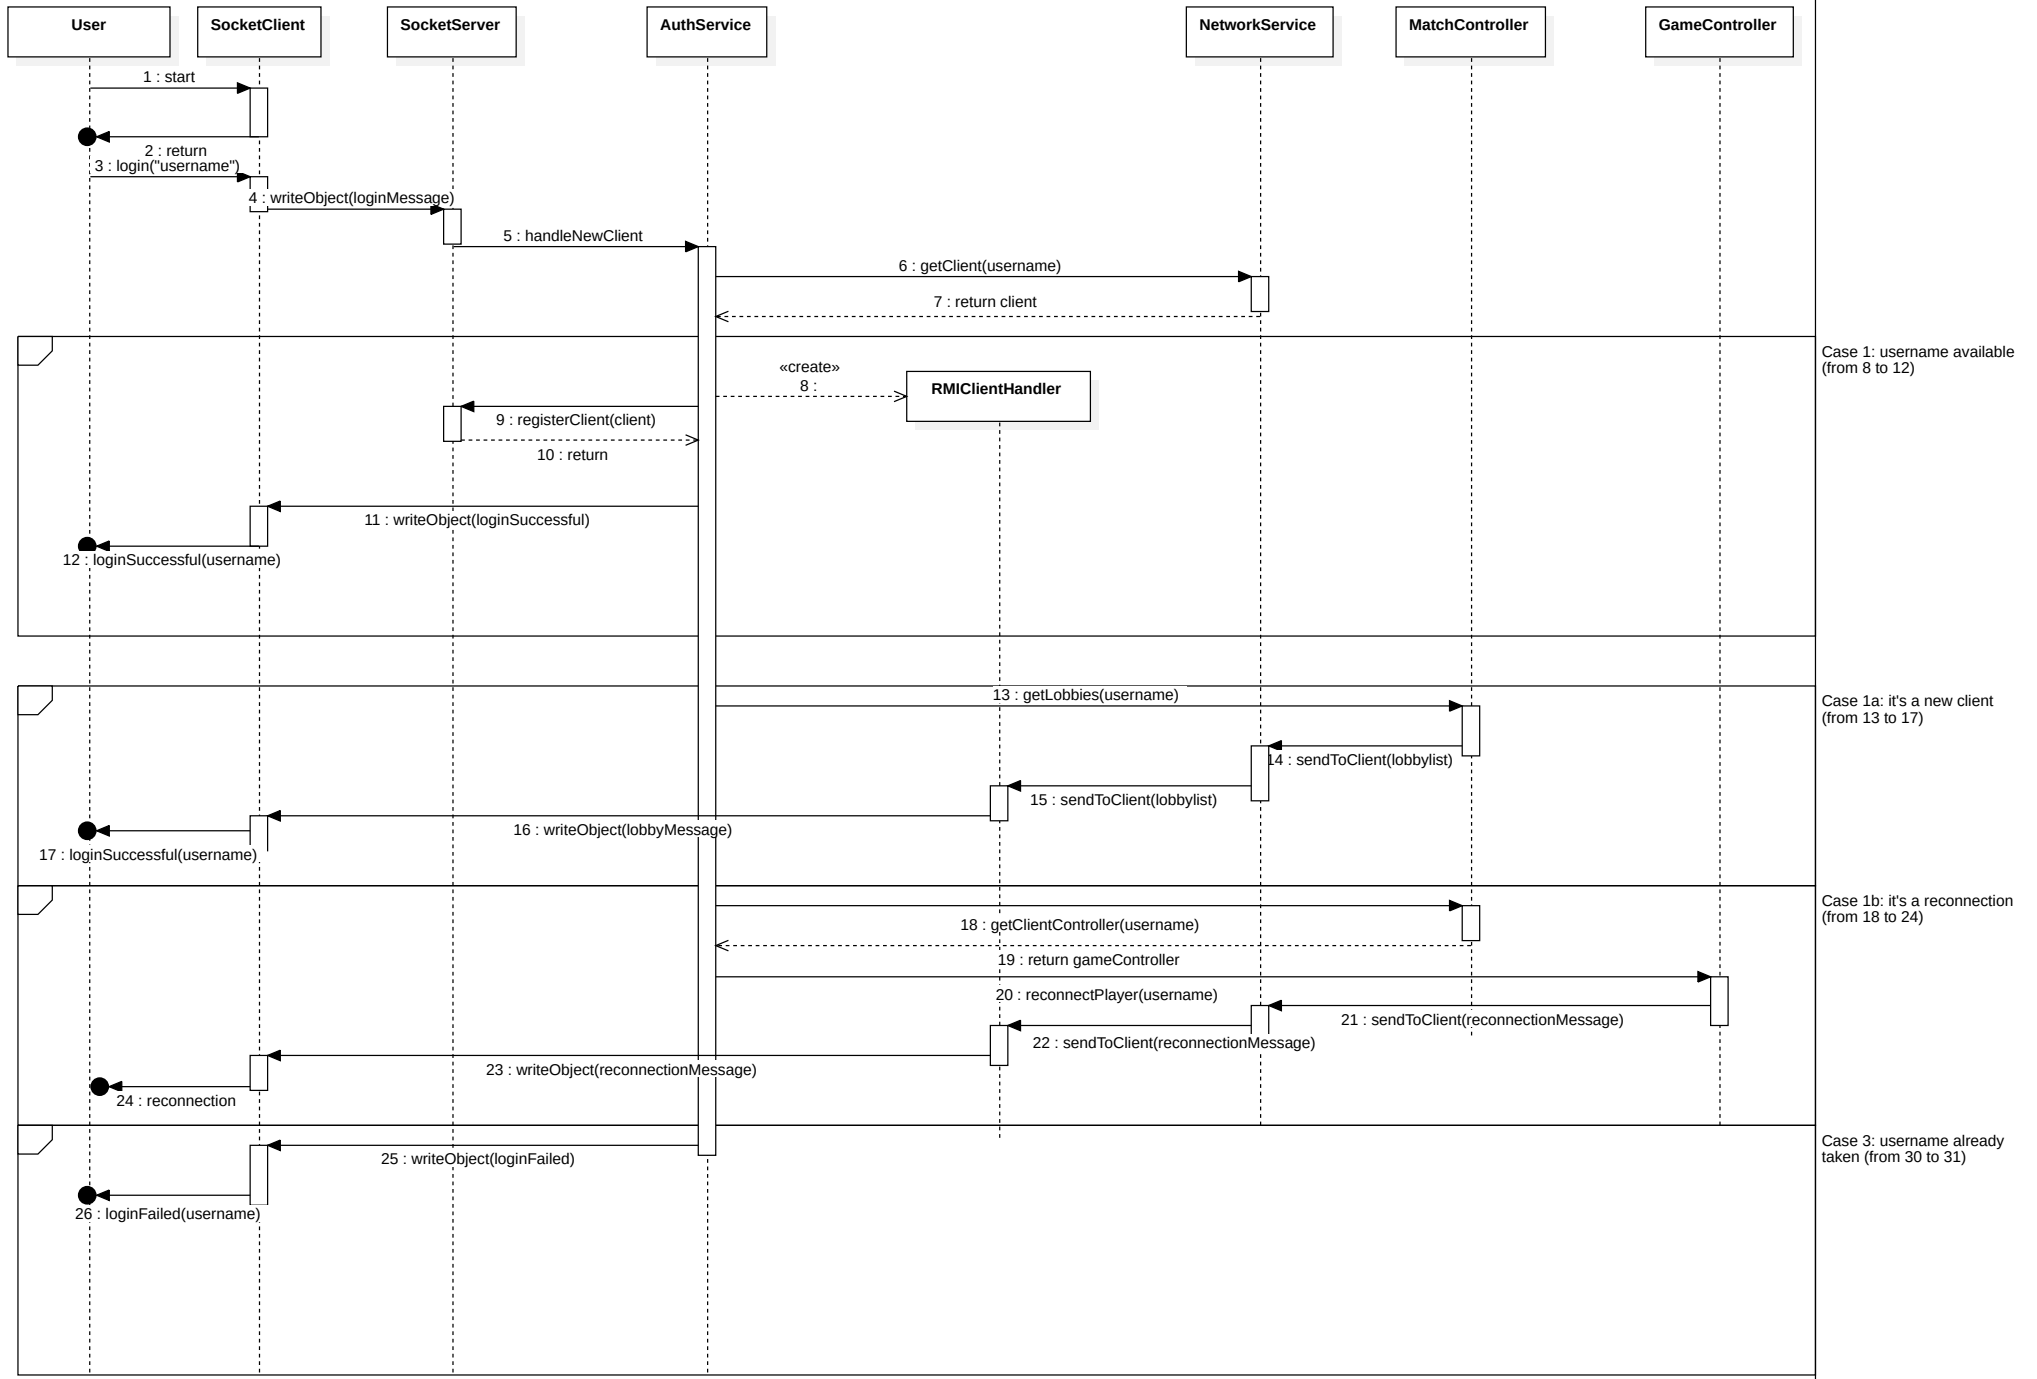 User
SocketClient
SocketServer
AuthService
NetworkService
MatchController
GameController
1 : start
2 : return
3 : login("username")
4 : writeObject(loginMessage)
5 : handleNewClient
6 : getClient(username)
7 : return client
Case 1: username available
(from 8 to 12)
«create»
8 :
RMIClientHandler
9 : registerClient(client)
10 : return
11 : writeObject(loginSuccessful)
12 : loginSuccessful(username)
13 : getLobbies(username)
Case 1a: it's a new client
(from 13 to 17)
14 : sendToClient(lobbylist)
15 : sendToClient(lobbylist)
16 : writeObject(lobbyMessage)
17 : loginSuccessful(username)
Case 1b: it's a reconnection
(from 18 to 24)
18 : getClientController(username)
19 : return gameController
20 : reconnectPlayer(username)
21 : sendToClient(reconnectionMessage)
22 : sendToClient(reconnectionMessage)
23 : writeObject(reconnectionMessage)
24 : reconnection
Case 3: username already
taken (from 30 to 31)
25 : writeObject(loginFailed)
26 : loginFailed(username)